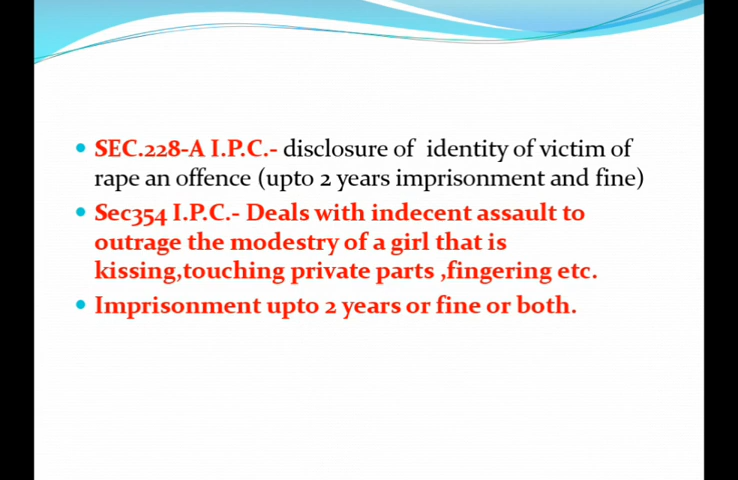 SEC.228-A I.P.C.- disclosure of identity of victim of
rape an offence (upto 2 years imprisonment and fine)
Sec354 I.P.C.- Deals with indecent assault to
outrage the modestry of a girl that is
kissing,touching private parts ,fingering etc.
Imprisonment upto 2 years or fine or both.